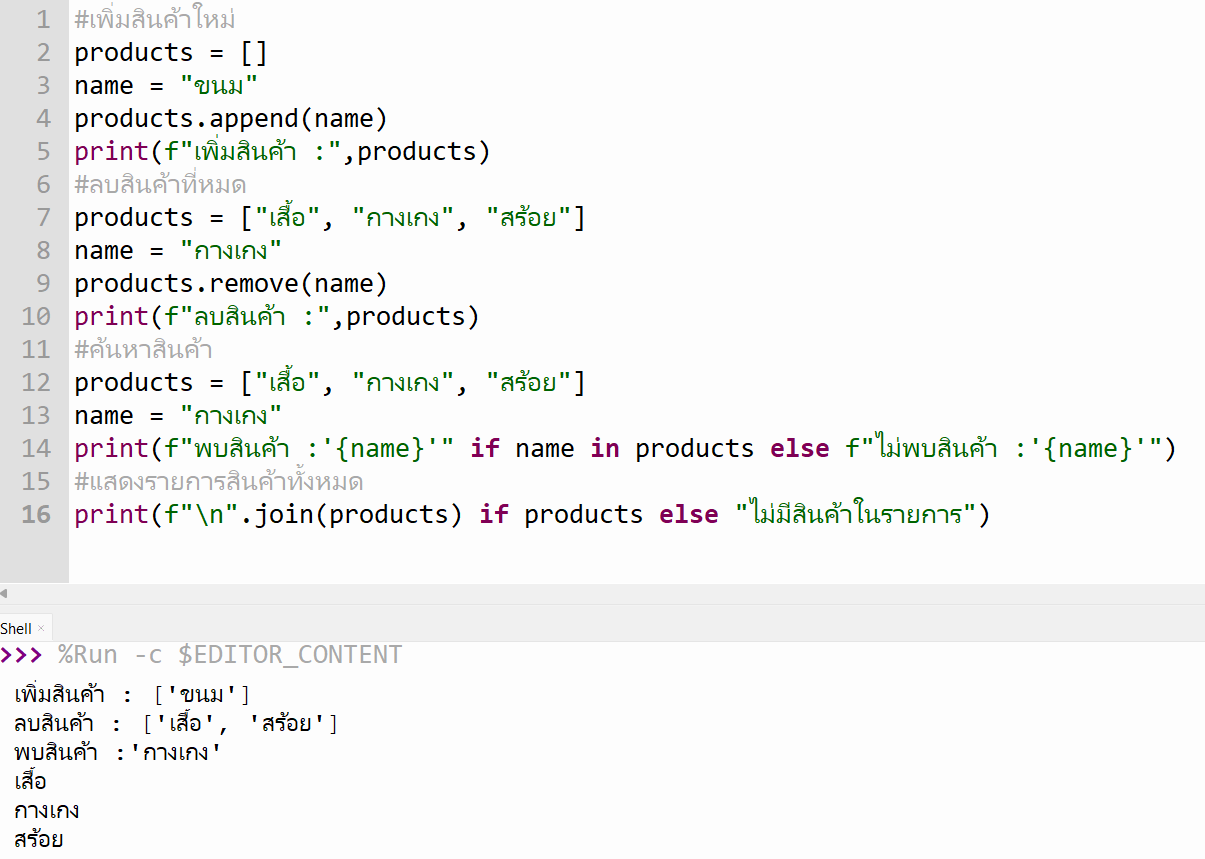 1 #เพิ่มสินค้าใหม่
2 products = []
3 name = "ขนม"
4 products.append(name)
5 print(f"เพิ่มสินค้า :",products)
6 #ลบสินค้าที่หมด
7 products = ["เสื้อ", "กางเกง", "สร้อย"]
8 name = "กางเกง"
9 products.remove(name)
10 print(f"ลบสินค้า :",products)
11 #ค้นหาสินค้า
12 products = ["เสื้อ", "กางเกง", "สร้อย"]
13 name = "กางเกง"
14 print(f"พบสินค้า :'{name}'" if name in products else f"ไม่พบสินค้า :'{name}'")
15 #แสดงรายการสินค้าทั้งหมด
16 print(f"\n".join(products) if products else "ไม่มีสินค้าในรายการ")
Shell ×
>>> %Run -c $EDITOR_CONTENT
เพิ่มสินค้า : ['ขนม']
ลบสินค้า : ['เสื้อ', 'สร้อย']
พบสินค้า :'กางเกง'
เสื้อ
กางเกง
สร้อย